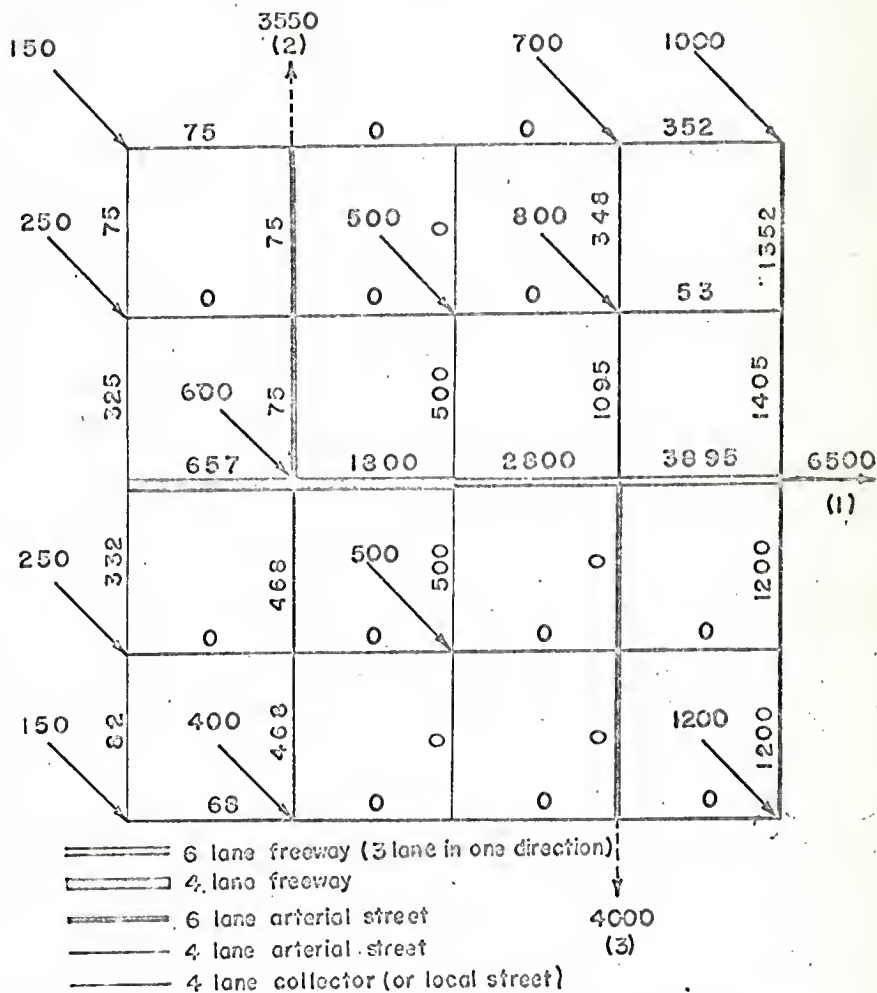 3550
150 (2) 700 1000
75 0 0 352
75 75 0 348 1352
250 500 800
0 0 0 53
325 75 500 1095 1405
600
657 1800 2800 3895 6500
(1)
332 468 500 0 1200
250 500
0 0 0 0
82 468 0 0 1200
150 400 1200
68 0 0 0
6 lane freeway (3 lane in one direction)
4 lane freeway
6 lane arterial street
4000
4 lane arterial street
(3)
4 lane collector (or local street)